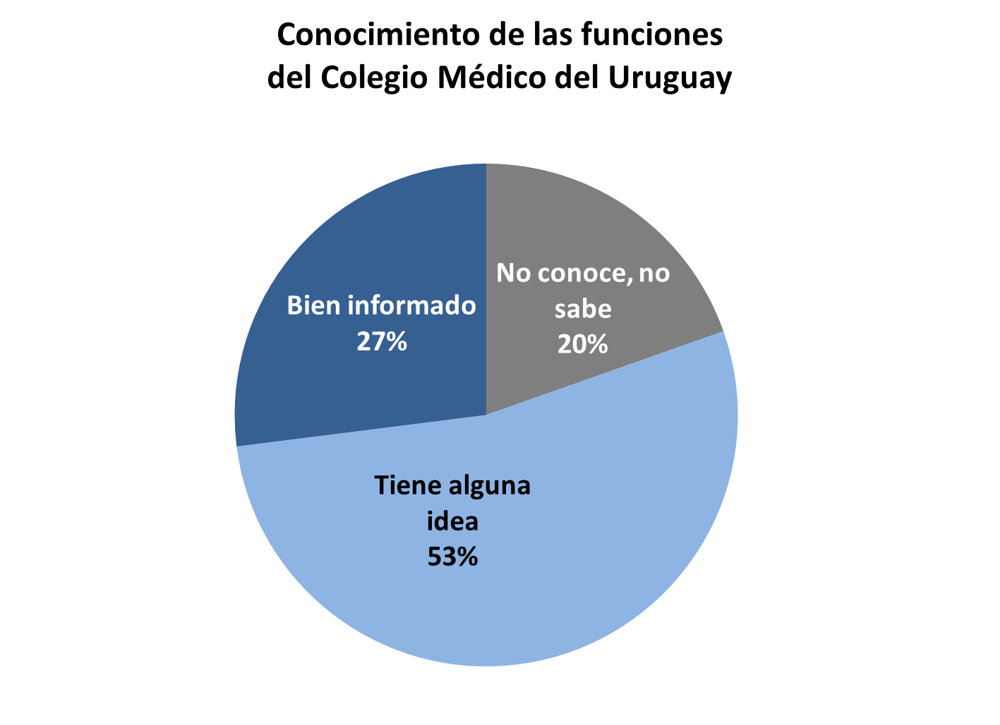 Conocimiento de las funciones
del Colegio Médico del Uruguay
No conoce, no
sabe
20%
Bien informado
27%
Tiene alguna
idea
53%